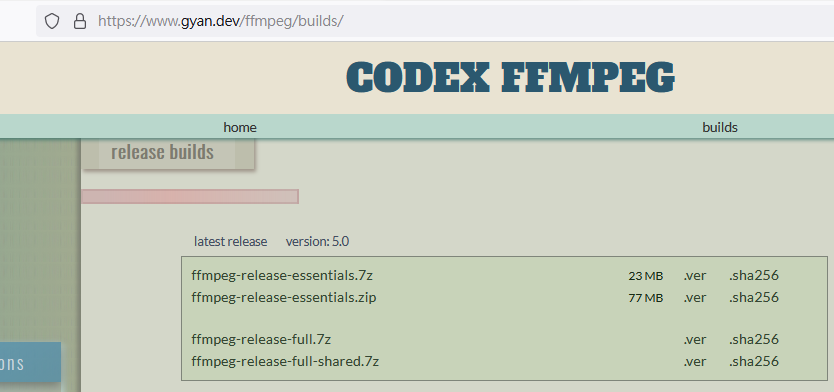 https://www.gyan.dev/ffmpeg/builds/
CODEX FFMPEG
home builds
release builds
latest release version: 5.0
ffmpeg-release-essentials.7z 23 MB .ver .sha256
ffmpeg-release-essentials.zip 77 MB .ver .sha256
ffmpeg-release-full.7z .ver .sha256
ffmpeg-release-full-shared.7z .ver .sha256
ons